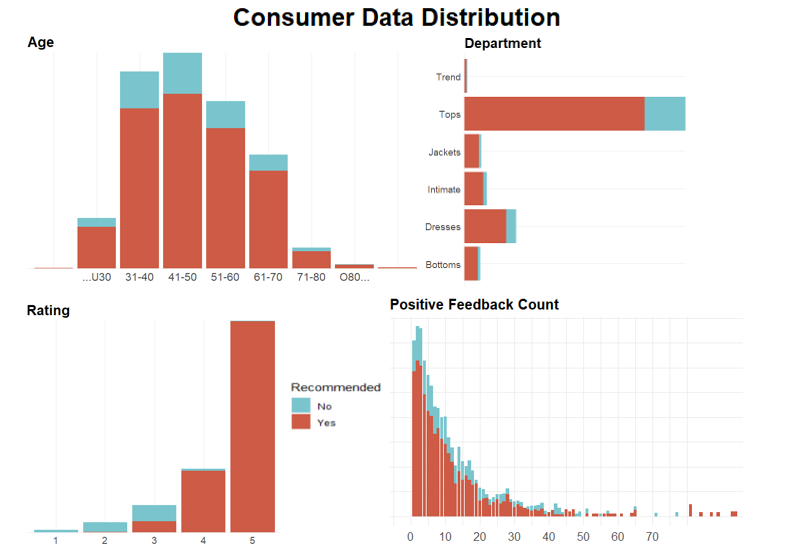 Consumer Data Distribution
Age
...U30 31-40 41-50 51-60 61-70 71-80 O80...
Department
Trend
Tops
Jackets
Intimate
Dresses
Bottoms
Rating
1 2 3 4 5
Recommended
No
Yes
Positive Feedback Count
0 10 20 30 40 50 60 70